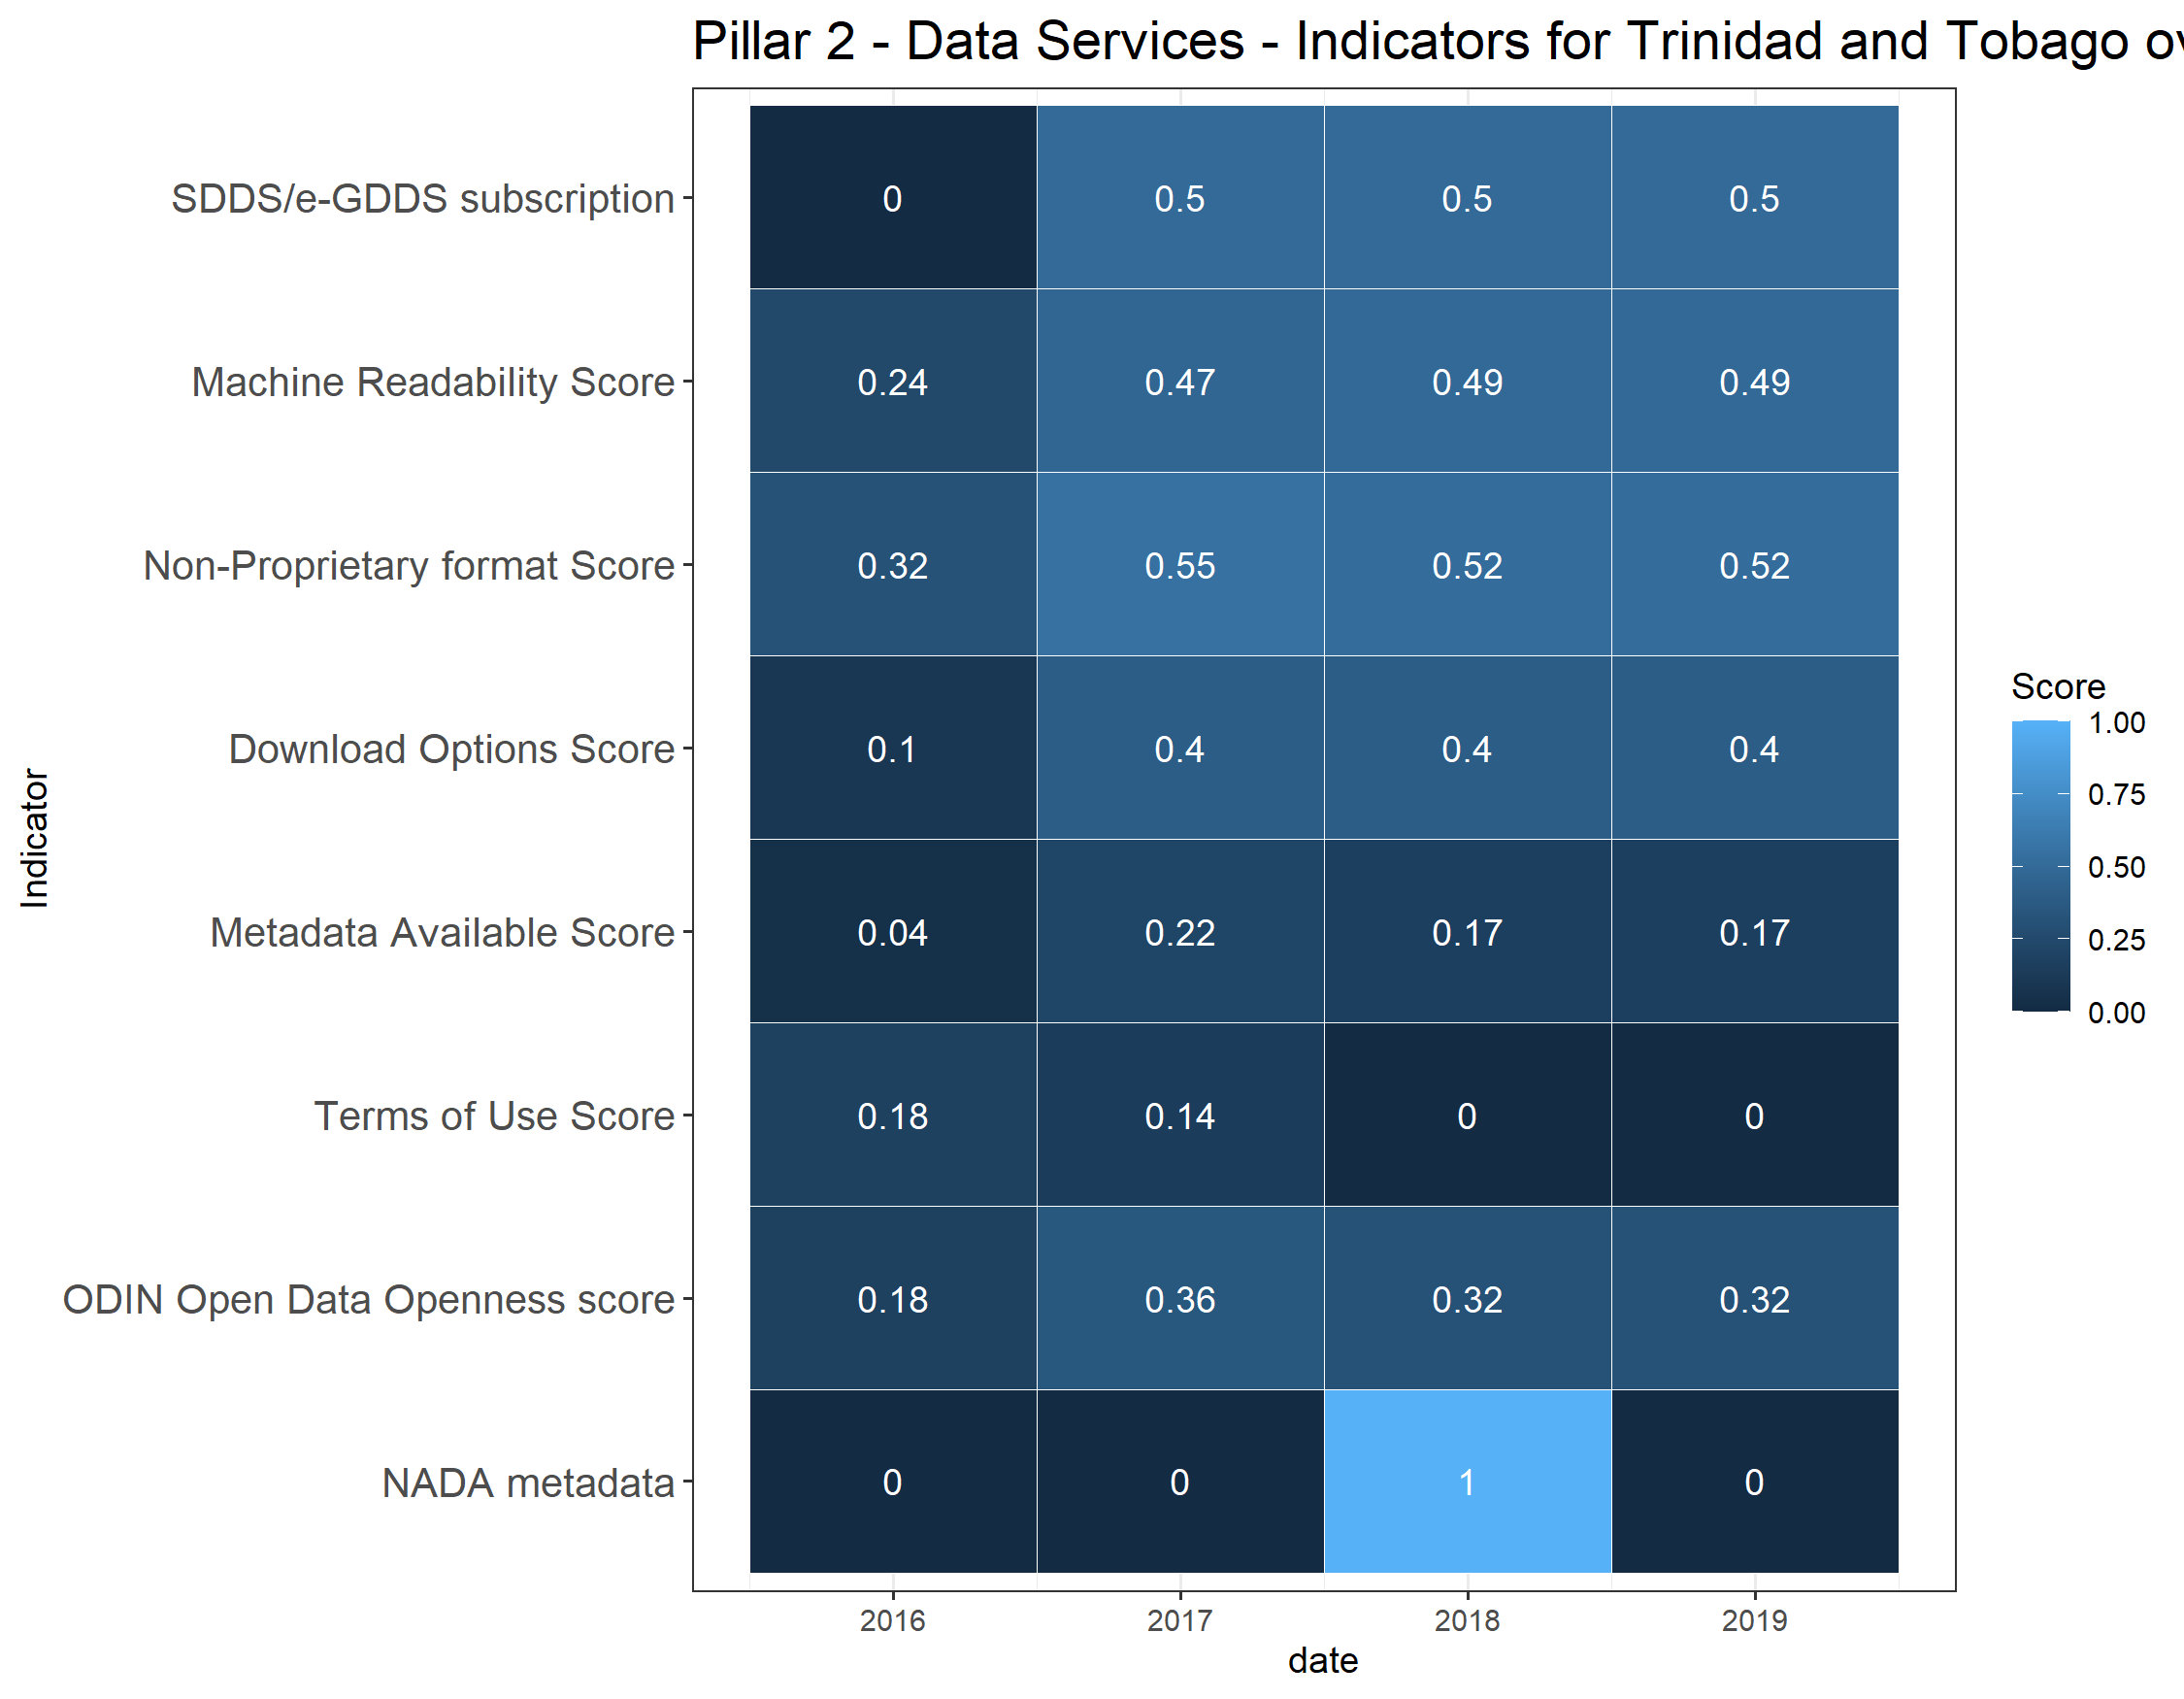 Pillar 2 - Data Services - Indicators for Trinidad and Tobago ov
SDDS/e-GDDS subscription 0 0.5 0.5 0.5
Machine Readability Score 0.24 0.47 0.49 0.49
Non-Proprietary format Score 0.32 0.55 0.52 0.52
Download Options Score 0.1 0.4 0.4 0.4
Metadata Available Score 0.04 0.22 0.17 0.17
Terms of Use Score 0.18 0.14 0 0
ODIN Open Data Openness score 0.18 0.36 0.32 0.32
NADA metadata 0 0 1 0
2016 2017 2018 2019
date
Indicator
Score
1.00
0.75
0.50
0.25
0.00